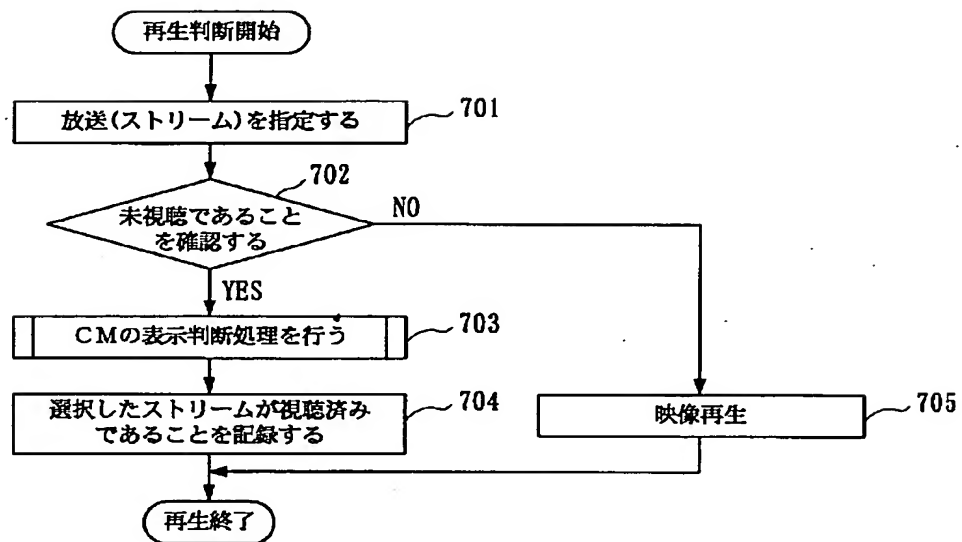 再生判断開始
放送(ストリーム)を指定する
701
702
未視聴であること
を確認する
NO
YES
CMの表示判断処理を行う
703
選択したストリームが視聴済み
であることを記録する
704
映像再生
705
再生終了